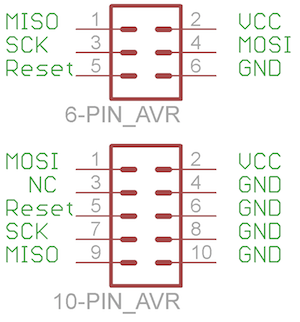 MISO 1 2 VCC
SCK 3 4 MOSI
Reset 5 6 GND
6-PIN_AVR
MOSI 1 2 VCC
NC 3 4 GND
Reset 5 6 GND
SCK 7 8 GND
MISO 9 10 GND
10-PIN_AVR